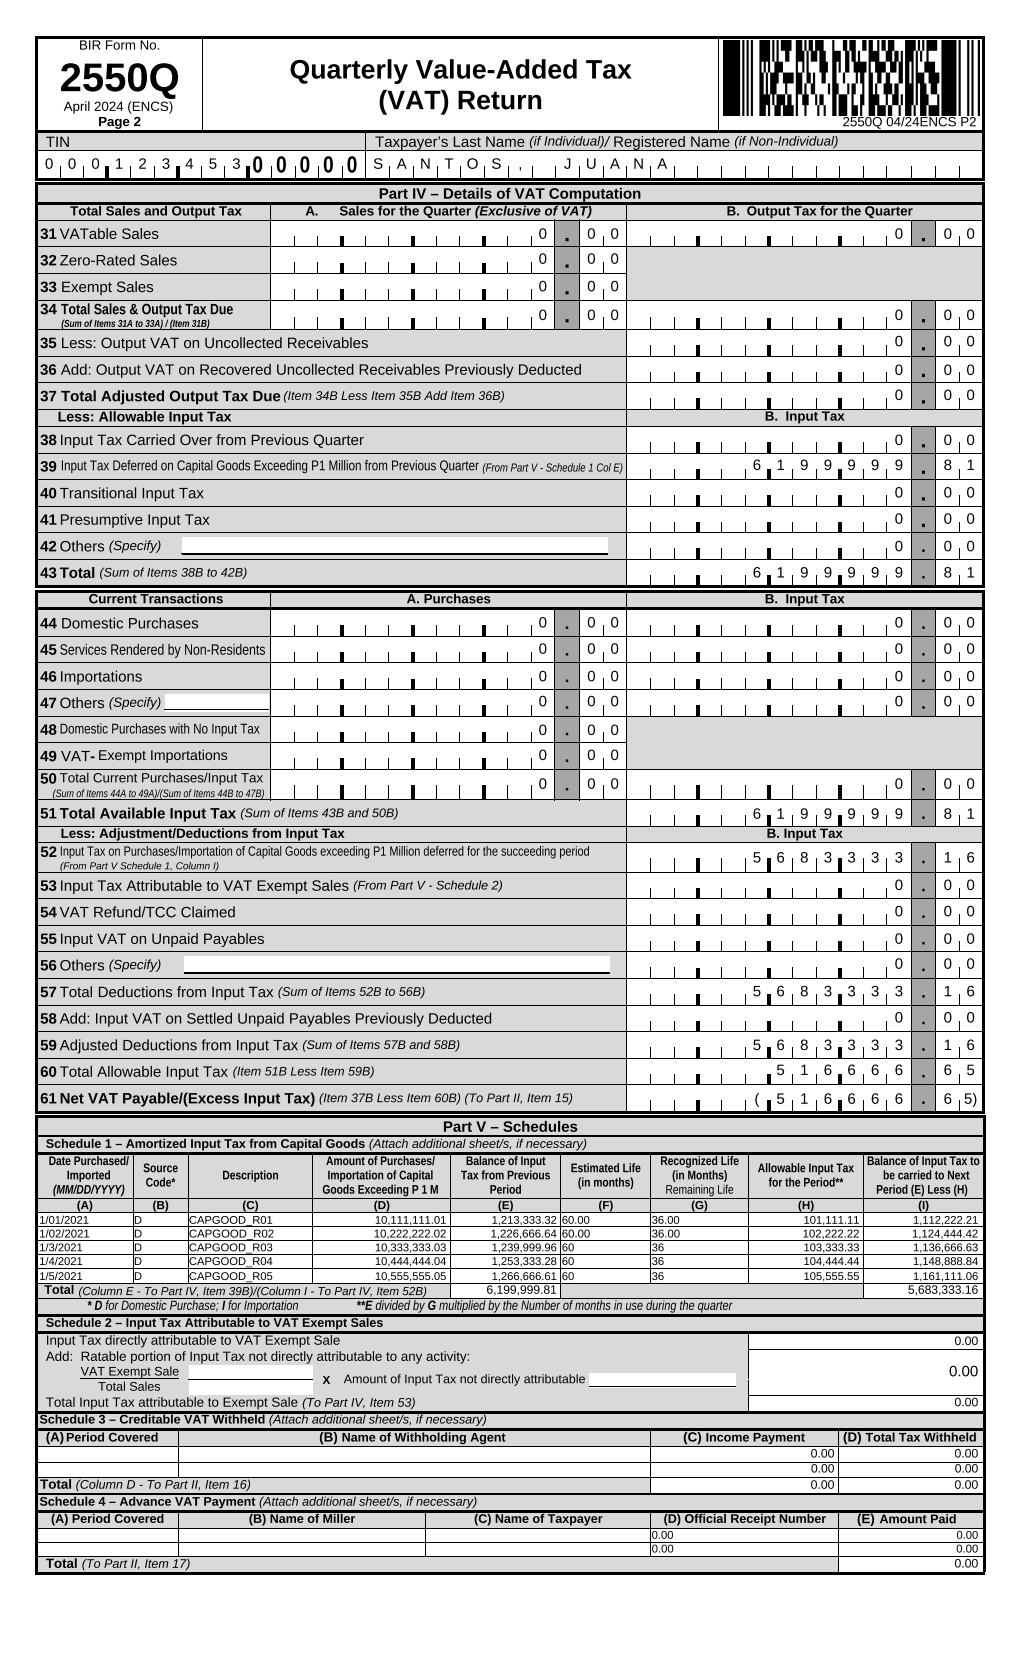 BIR Form No.
2550Q
April 2024 (ENCS)
Page 2
Quarterly Value-Added Tax
(VAT) Return
2550Q 04/24ENCS P2
TIN Taxpayer's Last Name (if Individual)/ Registered Name (if Non-Individual)
0 0 0 1 2 3 4 5 3 0 0 0 0 0 S A N T O S , J U A N A
Part IV – Details of VAT Computation
Total Sales and Output Tax A. Sales for the Quarter (Exclusive of VAT) B. Output Tax for the Quarter
31 VATable Sales 0 . 0 0 0 . 0 0
32 Zero-Rated Sales 0 . 0 0
33 Exempt Sales 0 . 0 0
34 Total Sales & Output Tax Due 0 . 0 0 0 . 0 0
(Sum of Items 31A to 33A) / (Item 31B)
35 Less: Output VAT on Uncollected Receivables 0 . 0 0
36 Add: Output VAT on Recovered Uncollected Receivables Previously Deducted 0 . 0 0
37 Total Adjusted Output Tax Due (Item 34B Less Item 35B Add Item 36B) 0 . 0 0
Less: Allowable Input Tax B. Input Tax
38 Input Tax Carried Over from Previous Quarter 0 . 0 0
39 Input Tax Deferred on Capital Goods Exceeding P1 Million from Previous Quarter (From Part V - Schedule 1 Col E) 6 1 9 9 9 9 9 . 8 1
40 Transitional Input Tax 0 . 0 0
41 Presumptive Input Tax 0 . 0 0
42 Others (Specify) 0 . 0 0
43 Total (Sum of Items 38B to 42B) 6 1 9 9 9 9 9 . 8 1
Current Transactions A. Purchases B. Input Tax
44 Domestic Purchases 0 . 0 0 0 . 0 0
45 Services Rendered by Non-Residents 0 . 0 0 0 . 0 0
46 Importations 0 . 0 0 0 . 0 0
47 Others (Specify) 0 . 0 0 0 . 0 0
48 Domestic Purchases with No Input Tax 0 . 0 0
49 VAT- Exempt Importations 0 . 0 0
50 Total Current Purchases/Input Tax 0 . 0 0 0 . 0 0
(Sum of Items 44A to 49A)/(Sum of Items 44B to 47B)
51 Total Available Input Tax (Sum of Items 43B and 50B) 6 1 9 9 9 9 9 . 8 1
Less: Adjustment/Deductions from Input Tax B. Input Tax
52 Input Tax on Purchases/Importation of Capital Goods exceeding P1 Million deferred for the succeeding period 5 6 8 3 3 3 3 . 1 6
(From Part V Schedule 1, Column I)
53 Input Tax Attributable to VAT Exempt Sales (From Part V - Schedule 2) 0 . 0 0
54 VAT Refund/TCC Claimed 0 . 0 0
55 Input VAT on Unpaid Payables 0 . 0 0
56 Others (Specify) 0 . 0 0
57 Total Deductions from Input Tax (Sum of Items 52B to 56B) 5 6 8 3 3 3 3 . 1 6
58 Add: Input VAT on Settled Unpaid Payables Previously Deducted 0 . 0 0
59 Adjusted Deductions from Input Tax (Sum of Items 57B and 58B) 5 6 8 3 3 3 3 . 1 6
60 Total Allowable Input Tax (Item 51B Less Item 59B) 5 1 6 6 6 6 . 6 5
61 Net VAT Payable/(Excess Input Tax) (Item 37B Less Item 60B) (To Part II, Item 15) ( 5 1 6 6 6 6 . 6 5)
Part V – Schedules
Schedule 1 – Amortized Input Tax from Capital Goods (Attach additional sheet/s, if necessary)
Date Purchased/ Imported (MM/DD/YYYY) Source Code* Description Amount of Purchases/ Importation of Capital Goods Exceeding P 1 M Balance of Input Tax from Previous Period Estimated Life (in months) Recognized Life (in Months) Remaining Life Allowable Input Tax for the Period** Balance of Input Tax to be carried to Next Period (E) Less (H)
(A) (B) (C) (D) (E) (F) (G) (H) (I)
1/01/2021 D CAPGOOD_R01 10,111,111.01 1,213,333.32 60.00 36.00 101,111.11 1,112,222.21
1/02/2021 D CAPGOOD_R02 10,222,222.02 1,226,666.64 60.00 36.00 102,222.22 1,124,444.42
1/3/2021 D CAPGOOD_R03 10,333,333.03 1,239,999.96 60 36 103,333.33 1,136,666.63
1/4/2021 D CAPGOOD_R04 10,444,444.04 1,253,333.28 60 36 104,444.44 1,148,888.84
1/5/2021 D CAPGOOD_R05 10,555,555.05 1,266,666.61 60 36 105,555.55 1,161,111.06
Total (Column E - To Part IV, Item 39B)/(Column I - To Part IV, Item 52B) 6,199,999.81 5,683,333.16
* D for Domestic Purchase; I for Importation **E divided by G multiplied by the Number of months in use during the quarter
Schedule 2 – Input Tax Attributable to VAT Exempt Sales
Input Tax directly attributable to VAT Exempt Sale 0.00
Add: Ratable portion of Input Tax not directly attributable to any activity:
VAT Exempt Sale x Amount of Input Tax not directly attributable 0.00
Total Sales
Total Input Tax attributable to Exempt Sale (To Part IV, Item 53) 0.00
Schedule 3 – Creditable VAT Withheld (Attach additional sheet/s, if necessary)
(A) Period Covered (B) Name of Withholding Agent (C) Income Payment (D) Total Tax Withheld
0.00 0.00
0.00 0.00
Total (Column D - To Part II, Item 16) 0.00 0.00
Schedule 4 – Advance VAT Payment (Attach additional sheet/s, if necessary)
(A) Period Covered (B) Name of Miller (C) Name of Taxpayer (D) Official Receipt Number (E) Amount Paid
0.00 0.00
0.00 0.00
Total (To Part II, Item 17) 0.00